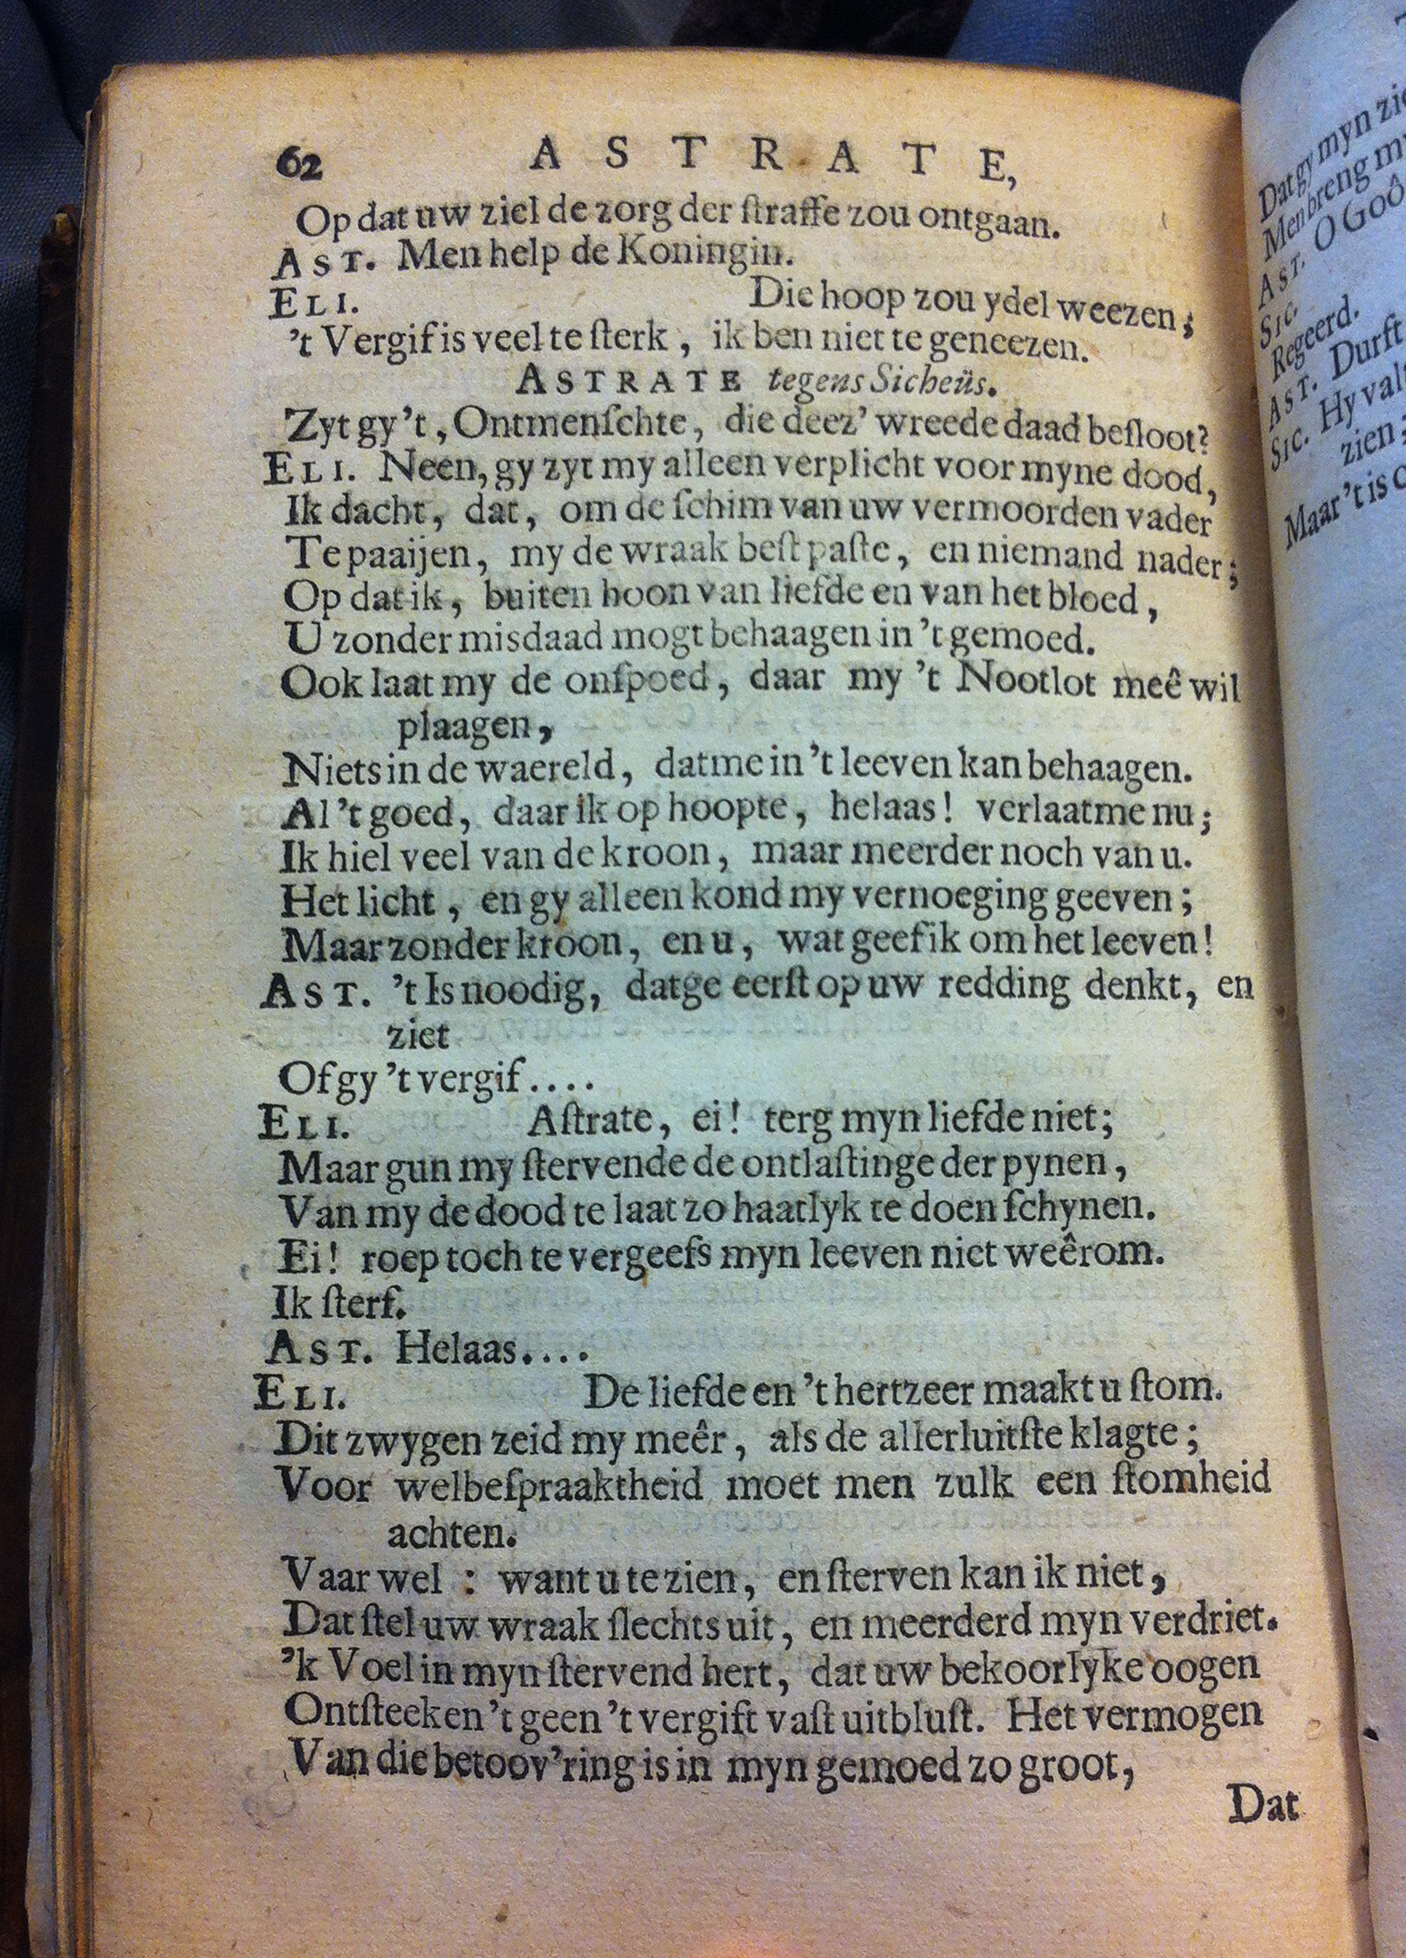 62 ASTRATE,
Op dat uw ziel de zorg der ſtraffe zou ontgaan.
AST. Men help de Koningin.
ELI. Die hoop zou ydel weezen;
't Vergif is veel te ſterk, ik ben niet te geneezen.
ASTRATE tegens Sicheüs.
Zyt gy 't, Ontmenſchte, die deez' wreede daad beſloot?
ELI. Neen, gy zyt my alleen verplicht voor myne dood,
Ik dacht, dat, om de ſchim van uw vermoorden vader
Te paaijen, my de wraak beſt paſte, en niemand nader;
Op dat ik, buiten hoon van liefde en van het bloed,
U zonder misdaad mogt behaagen in 't gemoed.
Ook laat my de onſpoed, daar my 't Nootlot meê wil
plaagen,
Niets in de waereld, datme in 't leeven kan behaagen.
Al 't goed, daar ik op hoopte, helaas! verlaatme nu;
Ik hiel veel van de kroon, maar meerder noch van u.
Het licht, en gy alleen kond my vernoeging geeven;
Maar zonder kroon, en u, wat geef ik om het leeven!
AST. 't Is noodig, datge eerſt op uw redding denkt, en
ziet
Of gy 't vergif....
ELI. Aſtrate, ei! terg myn liefde niet;
Maar gun my ſtervende de ontlaſtinge der pynen,
Van my de dood te laat zo haatlyk te doen ſchynen.
Ei! roep toch te vergeefs myn leeven niet weêrom.
Ik ſterf.
AST. Helaas....
ELI. De liefde en 't hertzeer maakt u ſtom.
Dit zwygen zeid my meêr, als de allerluitſte klagte;
Voor welbeſpraaktheid moet men zulk een ſtomheid
achten.
Vaar wel : want u te zien, en ſterven kan ik niet,
Dat ſtel uw wraak ſlechts uit, en meerderd myn verdriet.
'k Voel in myn ſtervend hert, dat uw bekoorlyke oogen
Ontſteeken 't geen 't vergift vaſt uitbluſt. Het vermogen
Van die betoov'ring is in myn gemoed zo groot,
Dat
Dat gy myn
Men breng
AST. O
SIC.
Regeerd.
AST. Durft
SIC. Hy
zien;
Maar 't is